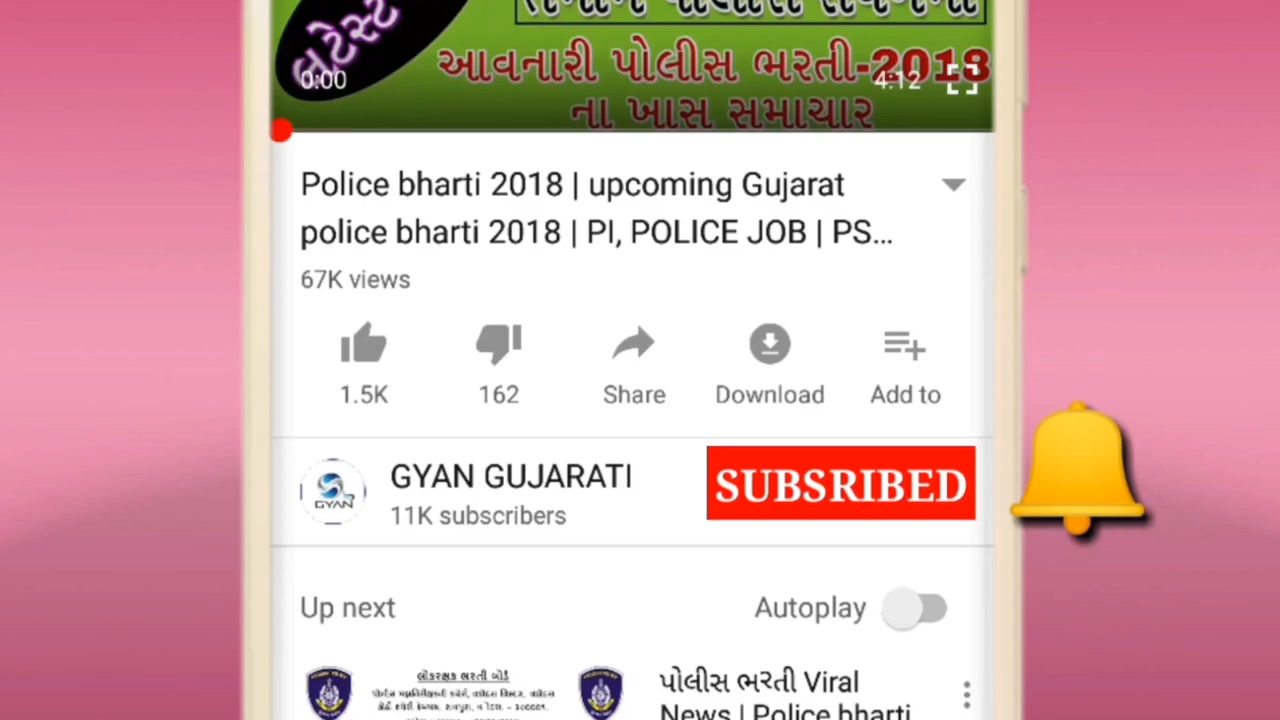 લેટેસ્ટ
આવનારી પોલીસ ભરતી-2018
0:00
4:12
ના ખાસ સમાચાર
Police bharti 2018 | upcoming Gujarat
police bharti 2018 | PI, POLICE JOB | PS...
67K views
1.5K
162
Share
Download
Add to
GYAN
GYAN GUJARATI
11K subscribers
SUBSRIBED
Up next
Autoplay
લોકરક્ષક ભરતી બોર્ડ
પોલીસ ભરતી Viral
News | Police bharti